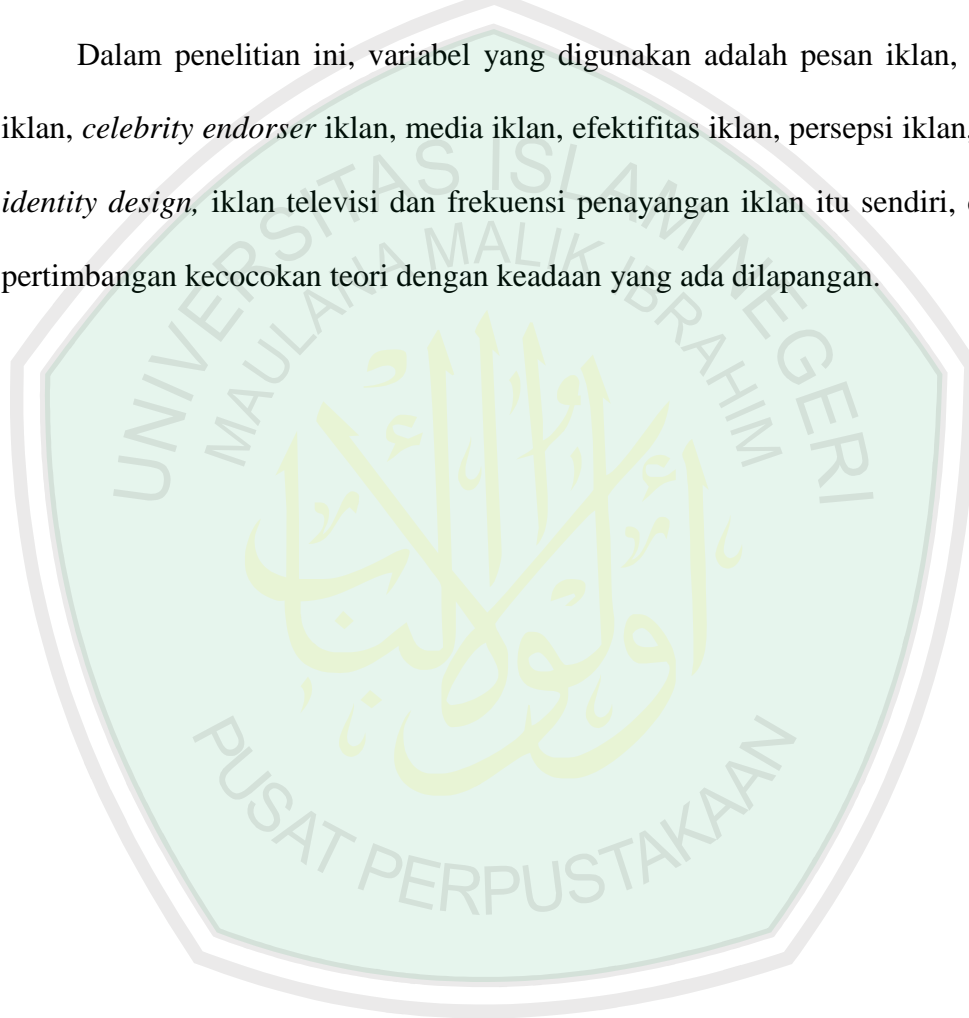 Dalam penelitian ini, variabel yang digunakan adalah pesan iklan,
iklan, celebrity endorser iklan, media iklan, efektifitas iklan, persepsi iklan,
identity design, iklan televisi dan frekuensi penayangan iklan itu sendiri,
pertimbangan kecocokan teori dengan keadaan yang ada dilapangan.
UNIVERSITAS ISLAM NEGERI
MAULANA MALIK IBRAHIM
PUSAT PERPUSTAKAAN